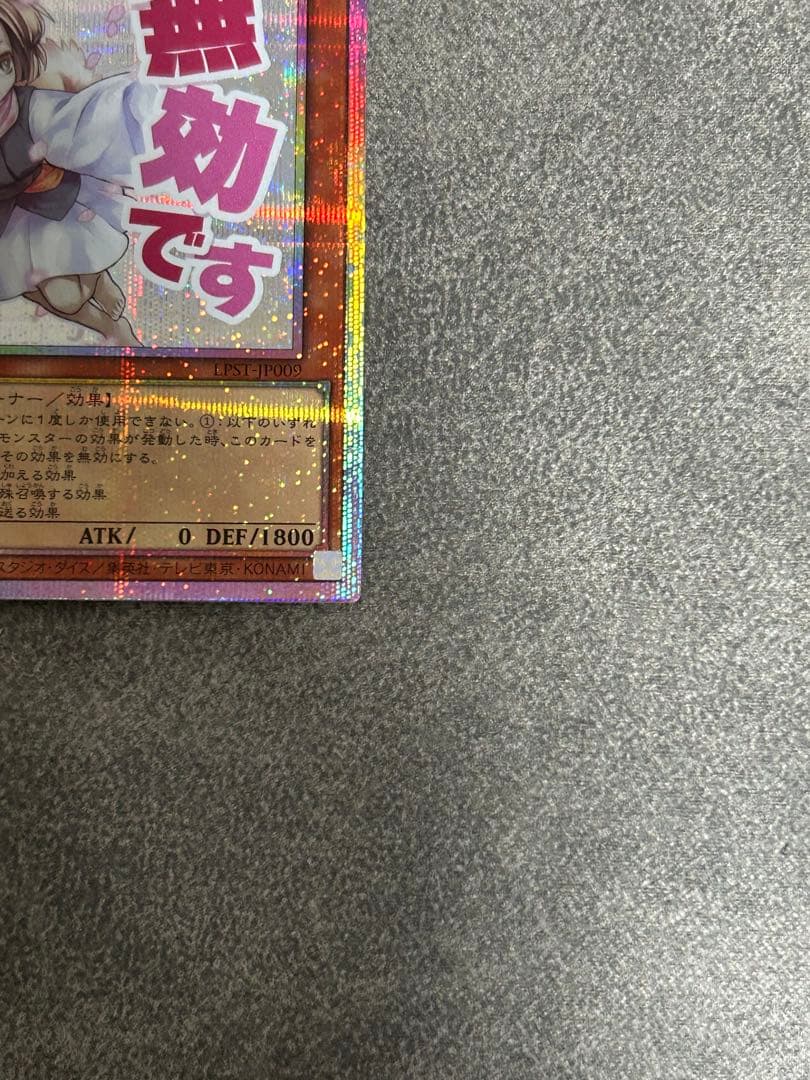 無効です
LPST-JP009
ーナー／効果】
ーンに１度しか使用できない。①：以下のいずれ
モンスターの効果が発動した時、このカードを
その効果を無効にする。
加える効果
殊召喚する効果
送る効果
ATK/ 0 DEF/1800
スタジオ・ダイス／集英社・テレビ東京・KONAMI